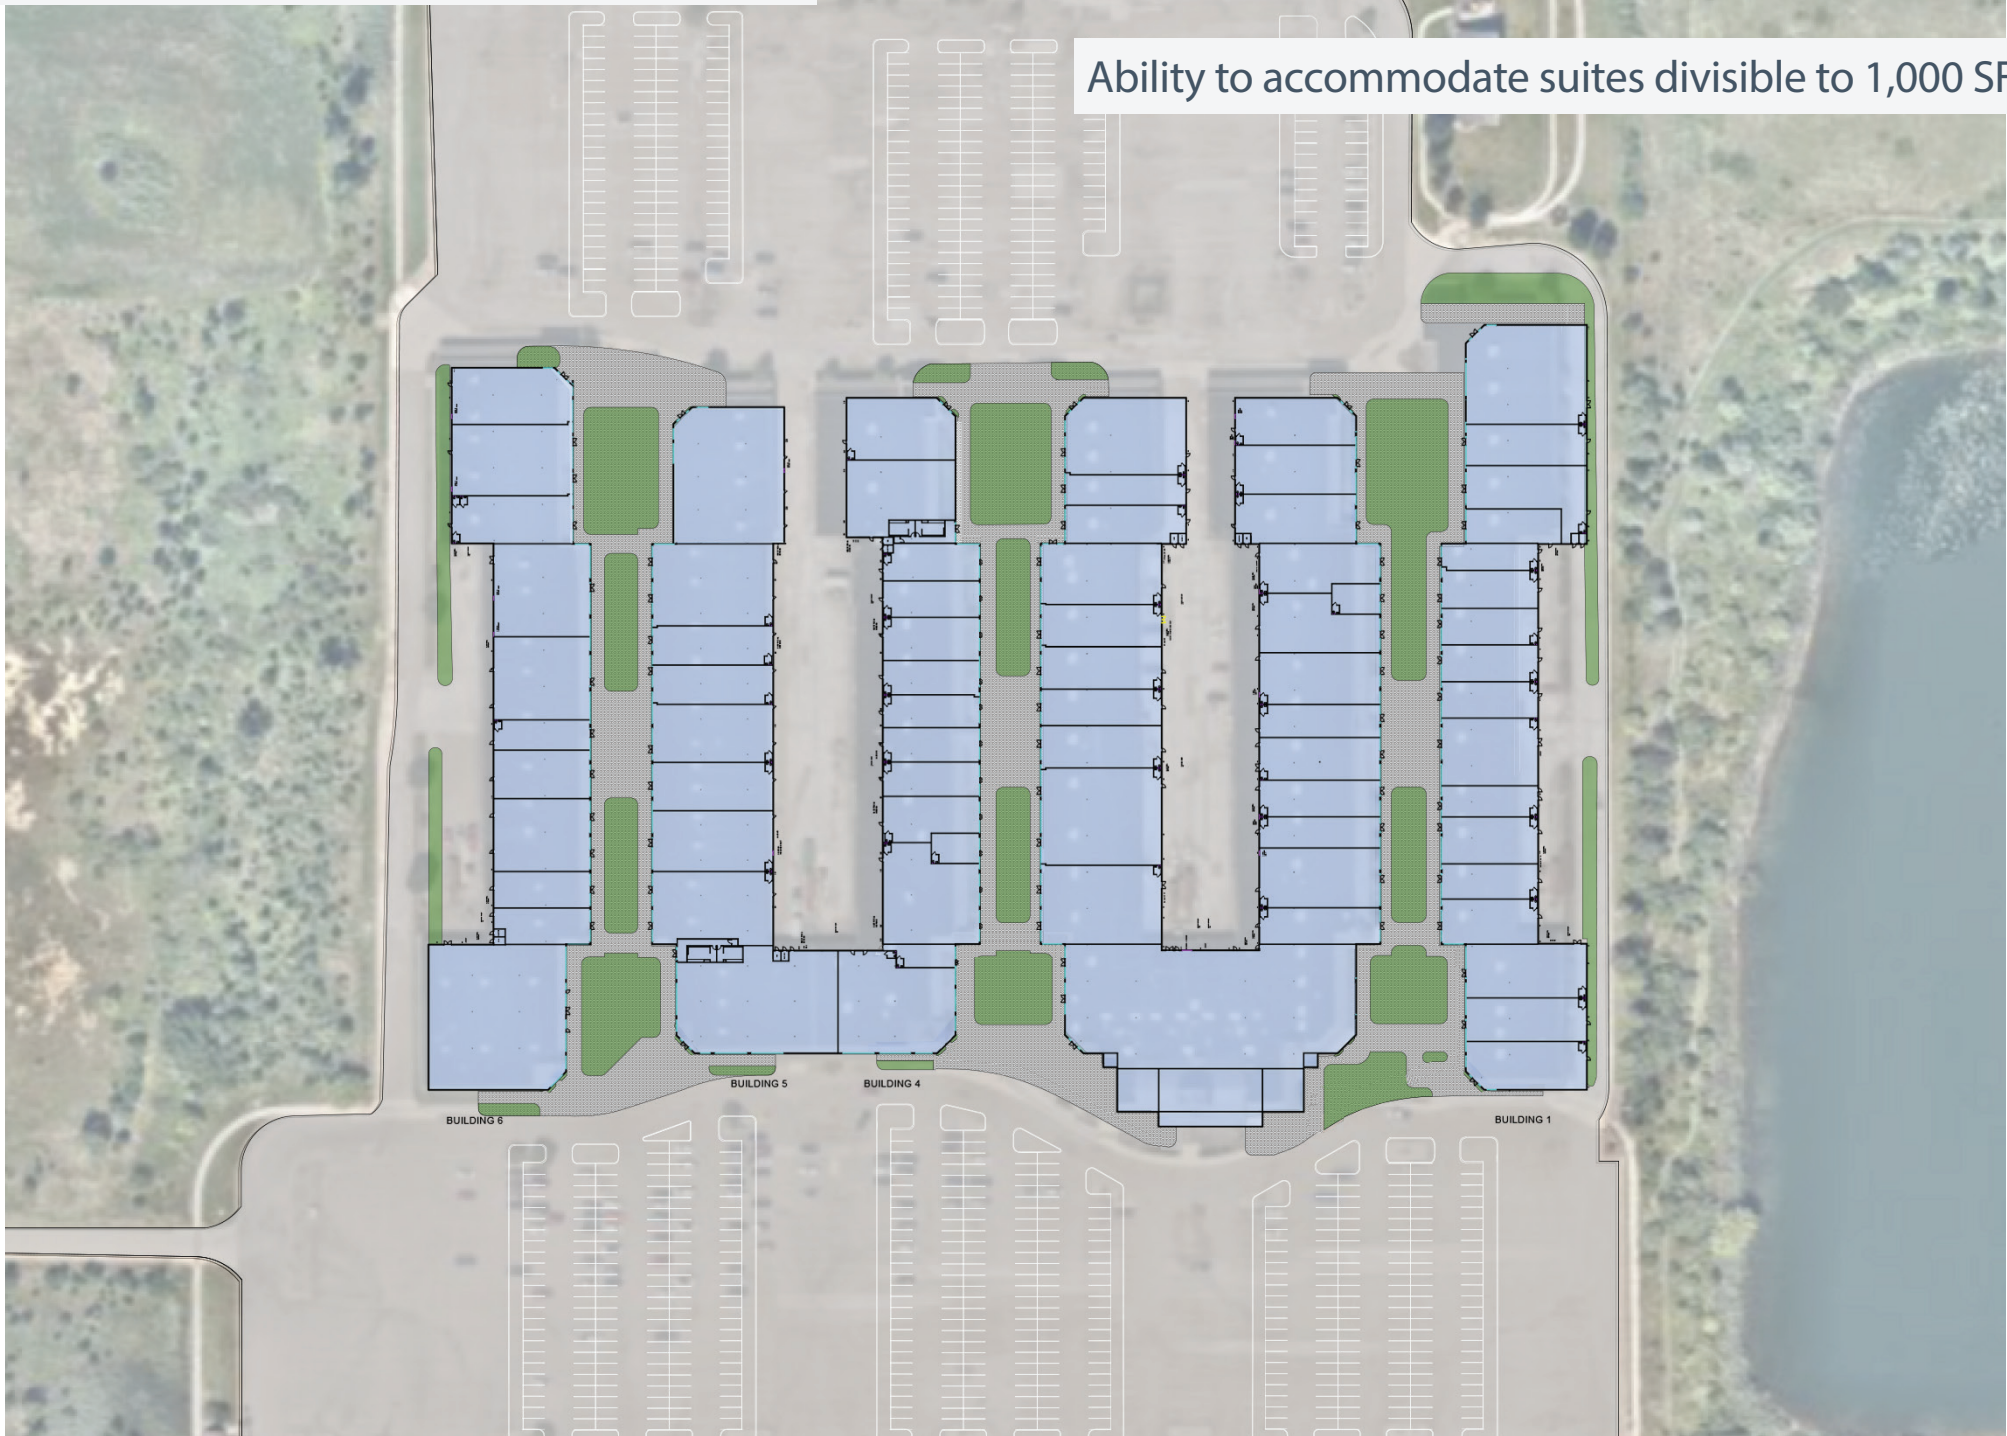 Ability to accommodate suites divisible to 1,000 SF
BUILDING 5
BUILDING 4
BUILDING 6
BUILDING 1